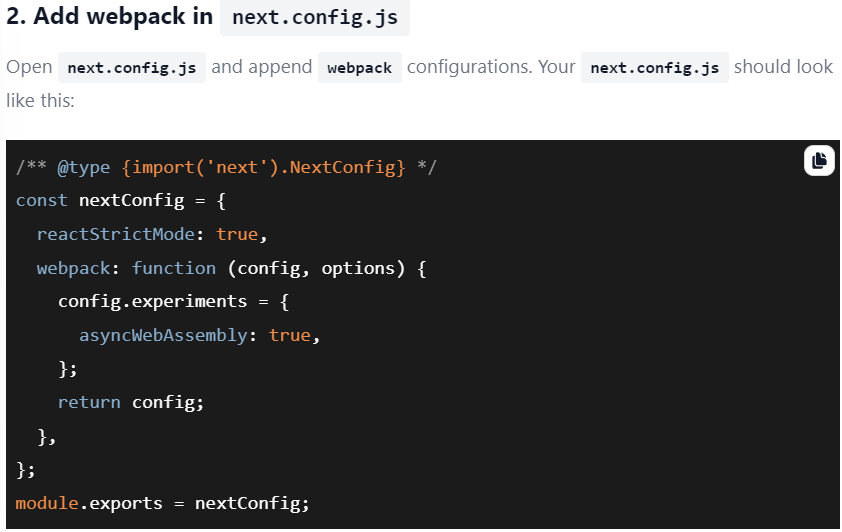 2. Add webpack in next.config.js
Open next.config.js and append webpack configurations. Your next.config.js should look
like this:
/** @type {import('next').NextConfig} */
const nextConfig = {
  reactStrictMode: true,
  webpack: function (config, options) {
    config.experiments = {
      asyncWebAssembly: true,
    };
    return config;
  },
};
module.exports = nextConfig;